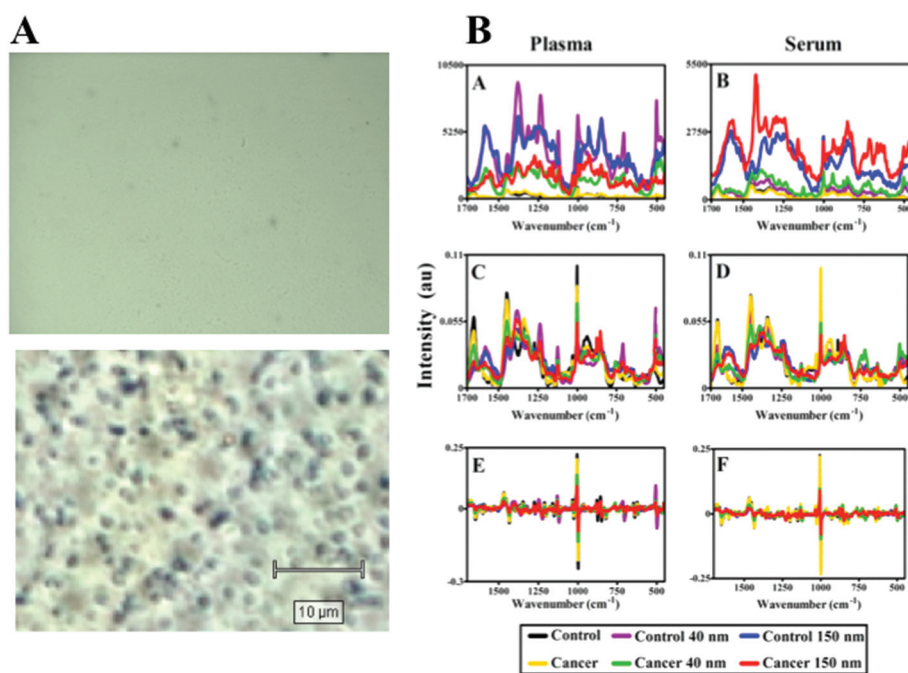 A
10 μm
B
Plasma
Serum
Intensity (au)
A
10500
5250
0
1700 1500 1250 1000 750 500
Wavenumber (cm⁻¹)
B
5500
2750
0
1700 1500 1250 1000 750 500
Wavenumber (cm⁻¹)
C
0.11
0.055
0
1700 1500 1250 1000 750 500
Wavenumber (cm⁻¹)
D
0.11
0.055
0
1700 1500 1250 1000 750 500
Wavenumber (cm⁻¹)
E
0.25
0
-0.3
1700 1500 1250 1000 750 500
Wavenumber (cm⁻¹)
F
0.25
0
-0.25
1700 1500 1250 1000 750 500
Wavenumber (cm⁻¹)
Control Control 40 nm Control 150 nm
Cancer Cancer 40 nm Cancer 150 nm